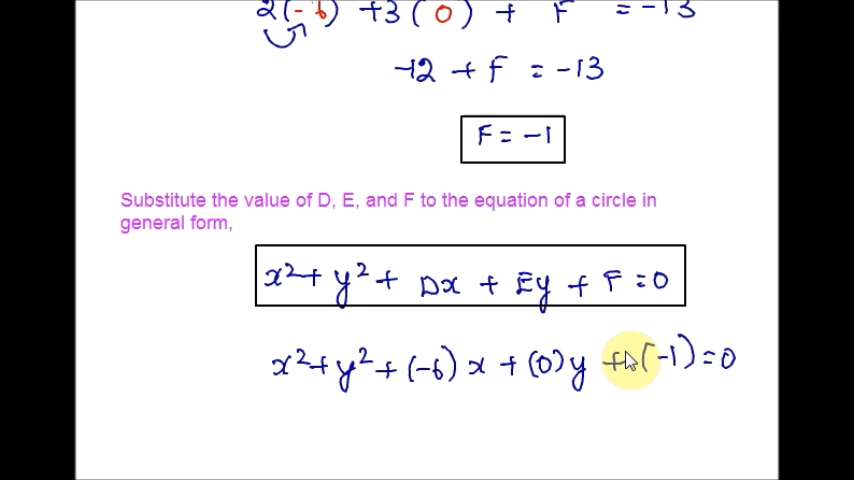 2(-6) +3(0) + F = -13
-12 + F = -13
F = -1
Substitute the value of D, E, and F to the equation of a circle in
general form,
x² + y² + Dx + Ey + F = 0
x² + y² + (-6)x + (0)y + (-1) = 0